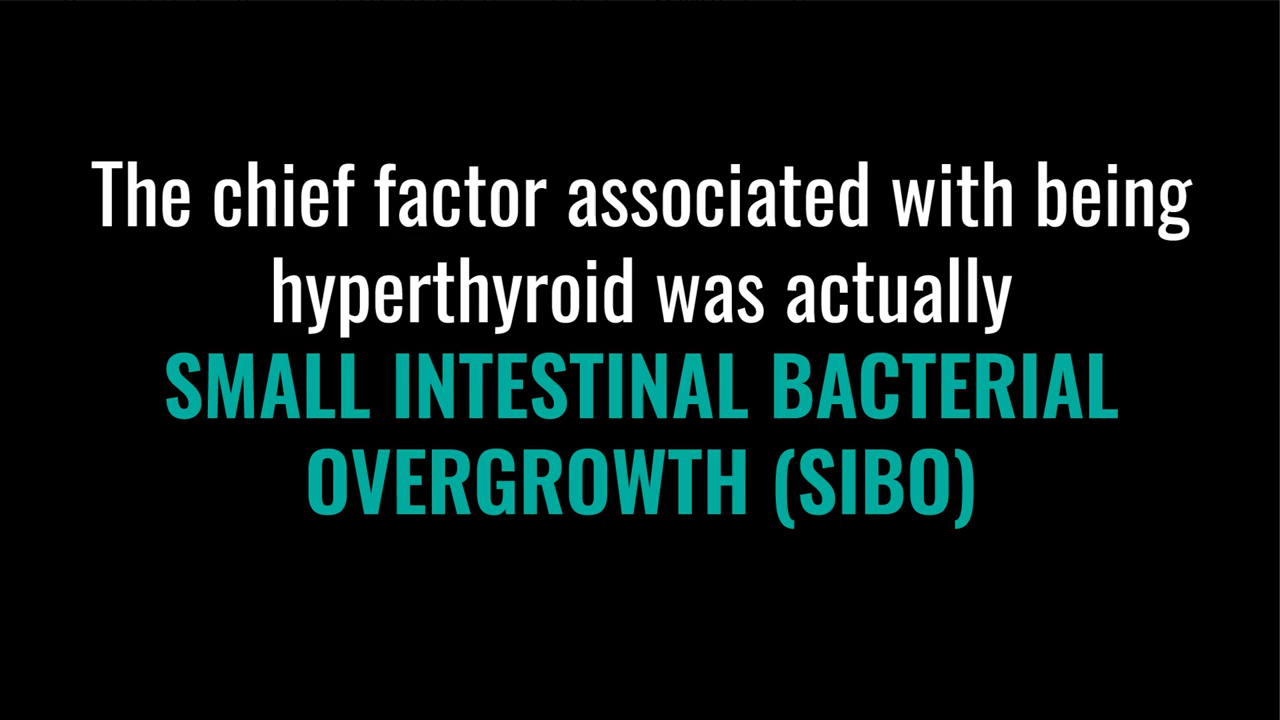 The chief factor associated with being
hyperthyroid was actually
SMALL INTESTINAL BACTERIAL
OVERGROWTH (SIBO)